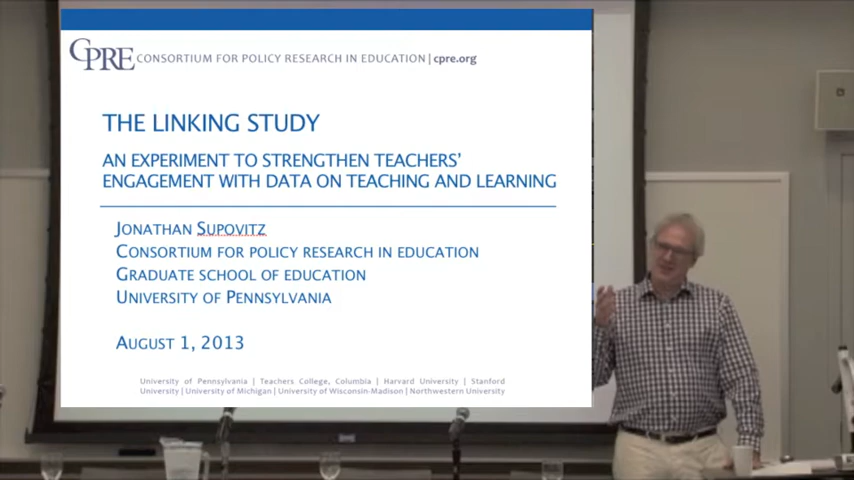 CPRE CONSORTIUM FOR POLICY RESEARCH IN EDUCATION | cpre.org
THE LINKING STUDY
AN EXPERIMENT TO STRENGTHEN TEACHERS'
ENGAGEMENT WITH DATA ON TEACHING AND LEARNING
JONATHAN SUPOVITZ
CONSORTIUM FOR POLICY RESEARCH IN EDUCATION
GRADUATE SCHOOL OF EDUCATION
UNIVERSITY OF PENNSYLVANIA
AUGUST 1, 2013
University of Pennsylvania | Teachers College, Columbia | Harvard University | Stanford
University | University of Michigan | University of Wisconsin-Madison | Northwestern University